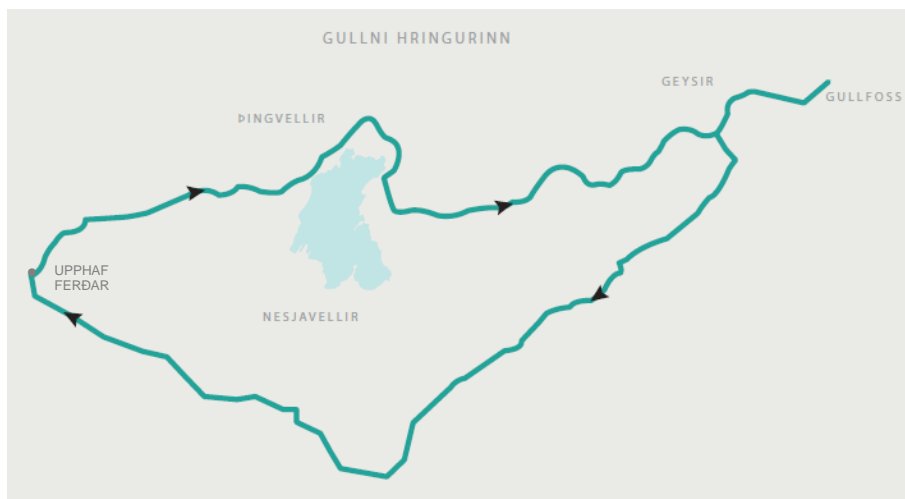 GULLNI HRINGURINN
GEYSIR
GULLFOSS
ÞINGVELLIR
UPPHAF
FERÐAR
NESJAVELLIR